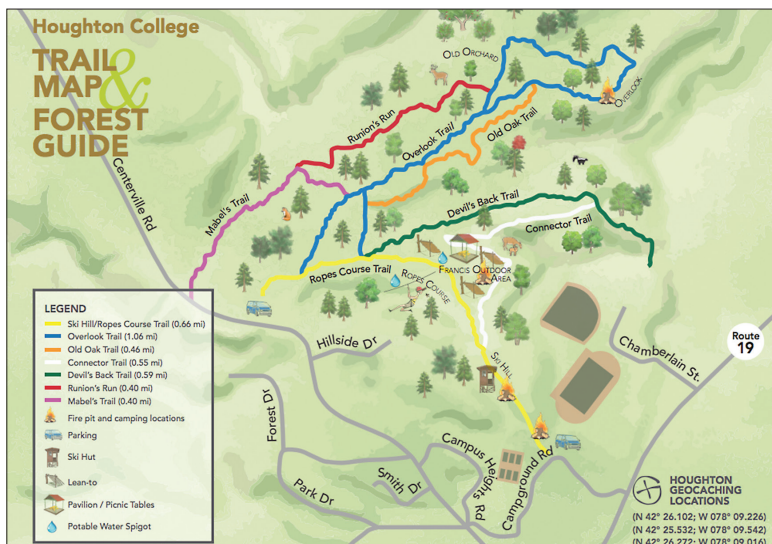 Houghton College
TRAIL
MAP &
FOREST
GUIDE
OLD ORCHARD
OVERLOOK
Runion's Run
Overlook Trail
Old Oak Trail
Centerville Rd
Mabel's Trail
Devil's Back Trail
Connector Trail
Ropes Course Trail
ROPES COURSE
FRANCIS OUTDOOR
AREA
LEGEND
Ski Hill/Ropes Course Trail (0.66 mi)
Overlook Trail (1.06 mi)
Old Oak Trail (0.46 mi)
Connector Trail (0.55 mi)
Devil's Back Trail (0.59 mi)
Runion's Run (0.40 mi)
Mabel's Trail (0.40 mi)
Fire pit and camping locations
Parking
Ski Hut
Lean-to
Pavilion / Picnic Tables
Potable Water Spigot
Hillside Dr
SKI HILL
Chamberlain St.
Route
19
Forest Dr
Park Dr
Smith Dr
Campus Heights Rd
Campground Rd
HOUGHTON
GEOCACHING
LOCATIONS
(N 42° 26.102; W 078° 09.226)
(N 42° 25.532; W 078° 09.542)
(N 42° 26.272; W 078° 09.016)